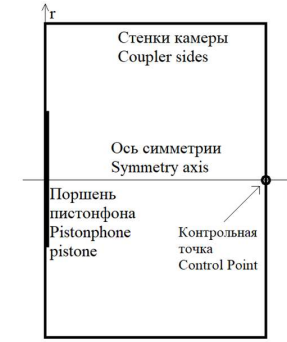 r
Стенки камеры
Coupler sides
Ось симметрии
Symmetry axis
Поршень
пистонфона
Pistonphone
pistone
Контрольная
точка
Control Point